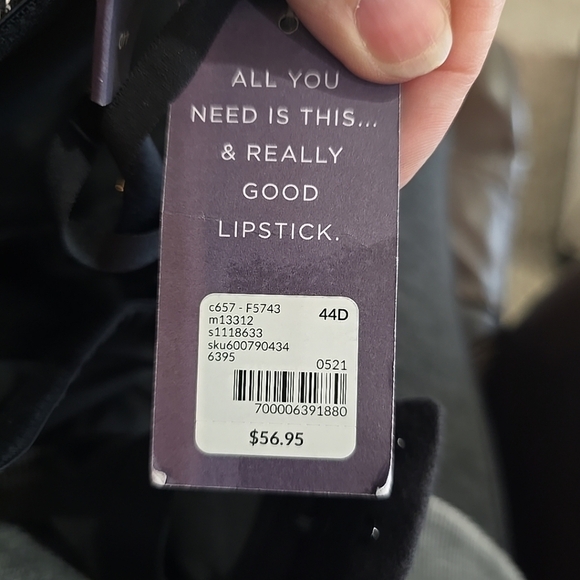 ALL YOU
NEED IS THIS...
& REALLY
GOOD
LIPSTICK.
c657 - F5743
44D
m13312
s1118633
sku600790434
6395
0521
700006391880
$56.95